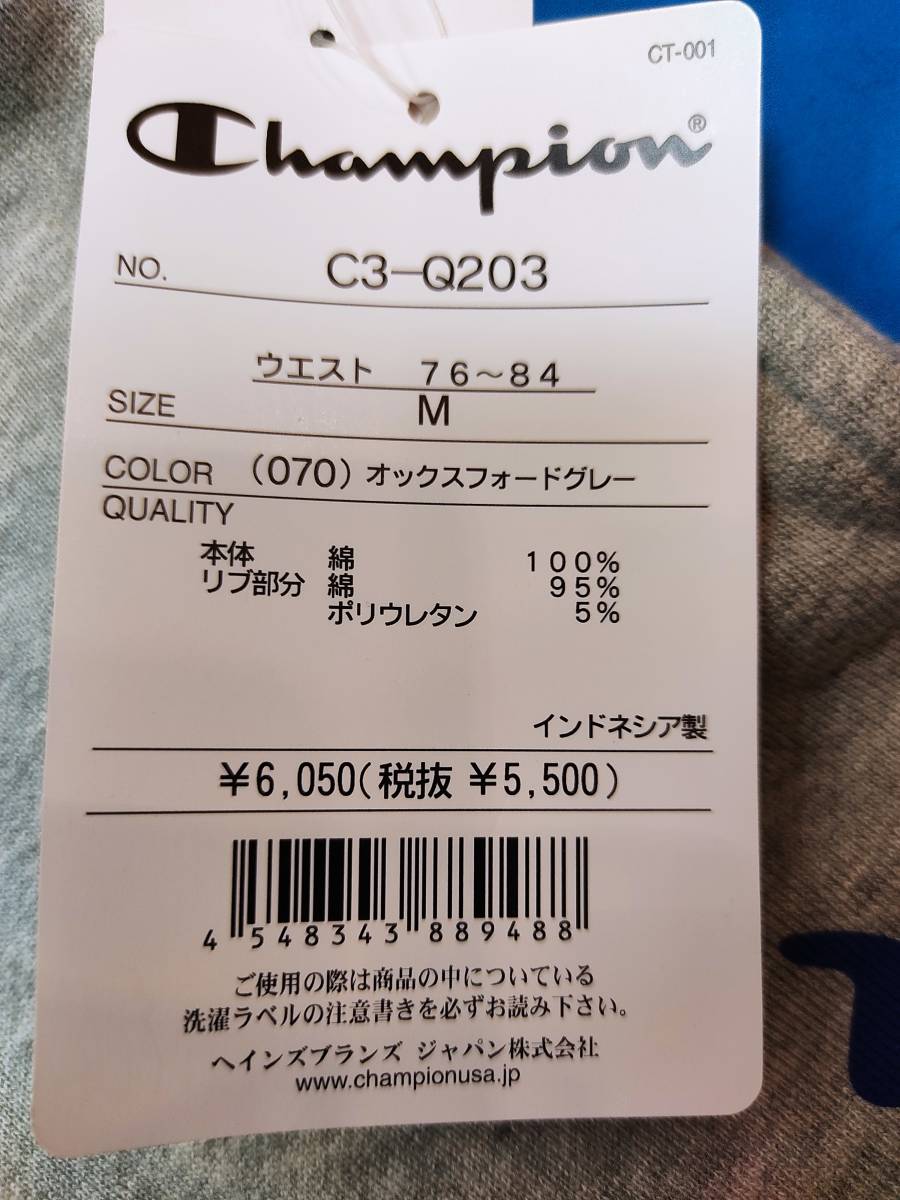 CT-001
Champion®
NO. C3-Q203
ウエスト 76～84
SIZE M
COLOR (070) オックスフォードグレー
QUALITY
本体 綿 100%
リブ部分 綿 95%
ポリウレタン 5%
インドネシア製
¥6,050(税抜 ¥5,500)
4 548343 889488
ご使用の際は商品の中についている
洗濯ラベルの注意書きを必ずお読み下さい。
ヘインズブランズ ジャパン株式会社
www.championusa.jp